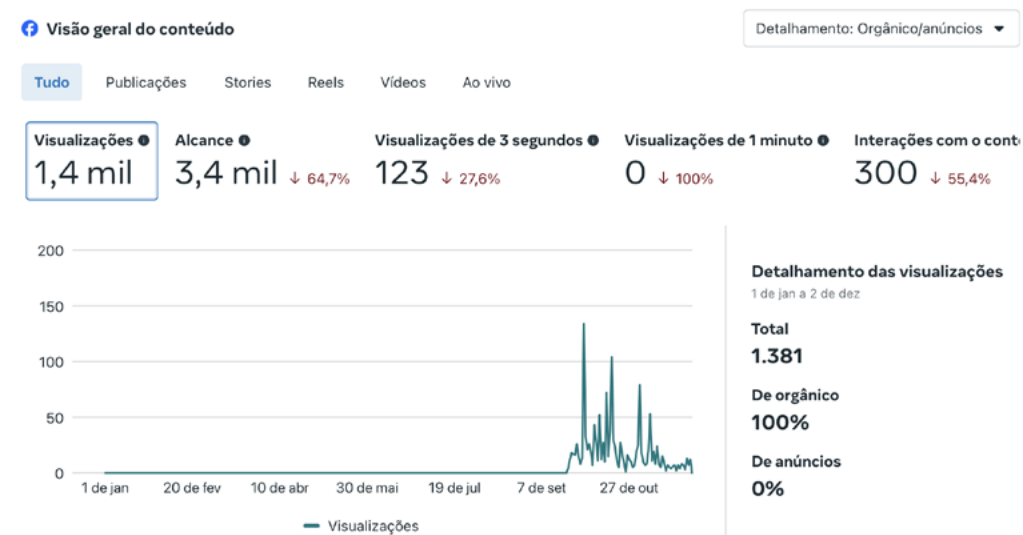 Visão geral do conteúdo
Detalhamento: Orgânico/anúncios
Tudo Publicações Stories Reels Vídeos Ao vivo
Visualizações Alcance Visualizações de 3 segundos Visualizações de 1 minuto Interações com o cont
1,4 mil 3,4 mil ↓ 64,7% 123 ↓ 27,6% 0 ↓ 100% 300 ↓ 55,4%
200
150
100
50
0
1 de jan 20 de fev 10 de abr 30 de mai 19 de jul 7 de set 27 de out
Visualizações
Detalhamento das visualizações
1 de jan a 2 de dez
Total
1.381
De orgânico
100%
De anúncios
0%